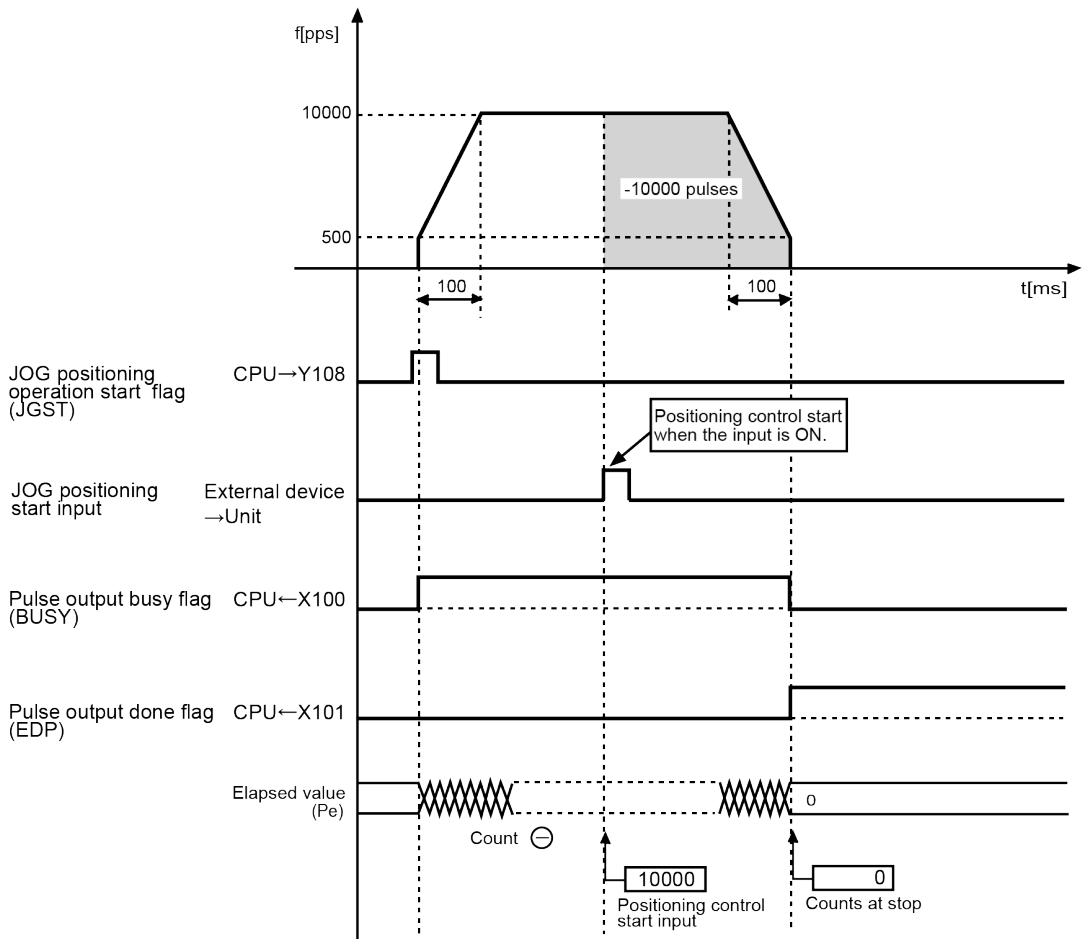 f[pps]
10000
-10000 pulses
500
100
100
t[ms]
JOG positioning
operation start flag
(JGST)
CPU→Y108
Positioning control start
when the input is ON.
JOG positioning
start input
External device
→Unit
Pulse output busy flag
(BUSY)
CPU←X100
Pulse output done flag
(EDP)
CPU←X101
Elapsed value
(Pe)
0
Count ⊖
10000
Positioning control
start input
0
Counts at stop